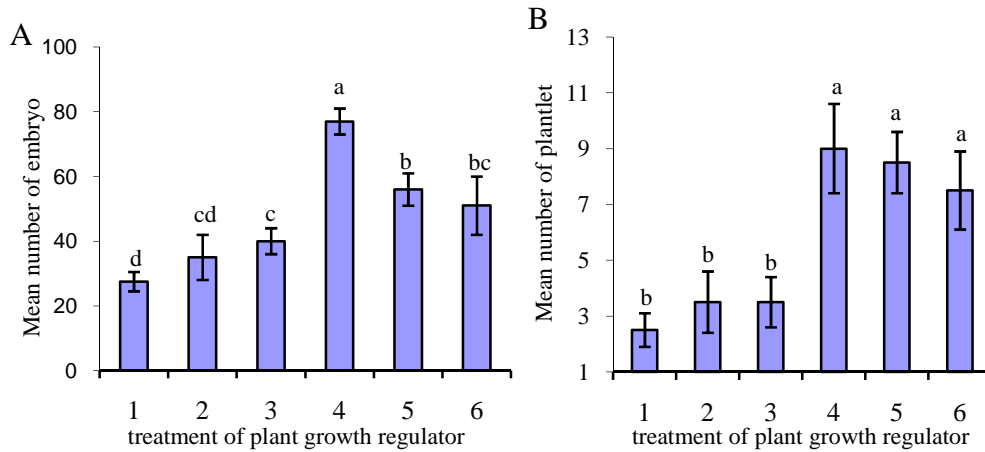 A
Mean number of embryo
100
80
60
40
20
0
d
cd
c
a
b
bc
1 2 3 4 5 6
treatment of plant growth regulator
B
Mean number of plantlet
13
11
9
7
5
3
1
b
b
b
a
a
a
1 2 3 4 5 6
treatment of plant growth regulator